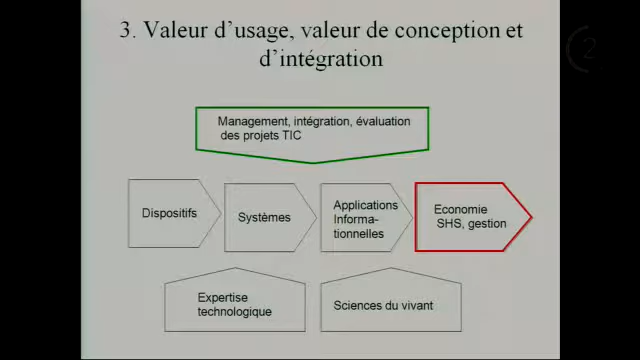 3. Valeur d'usage, valeur de conception et
d'intégration
Management, intégration, évaluation
des projets TIC
Dispositifs
Systèmes
Applications
Informa-
tionnelles
Economie
SHS, gestion
Expertise
technologique
Sciences du vivant
2